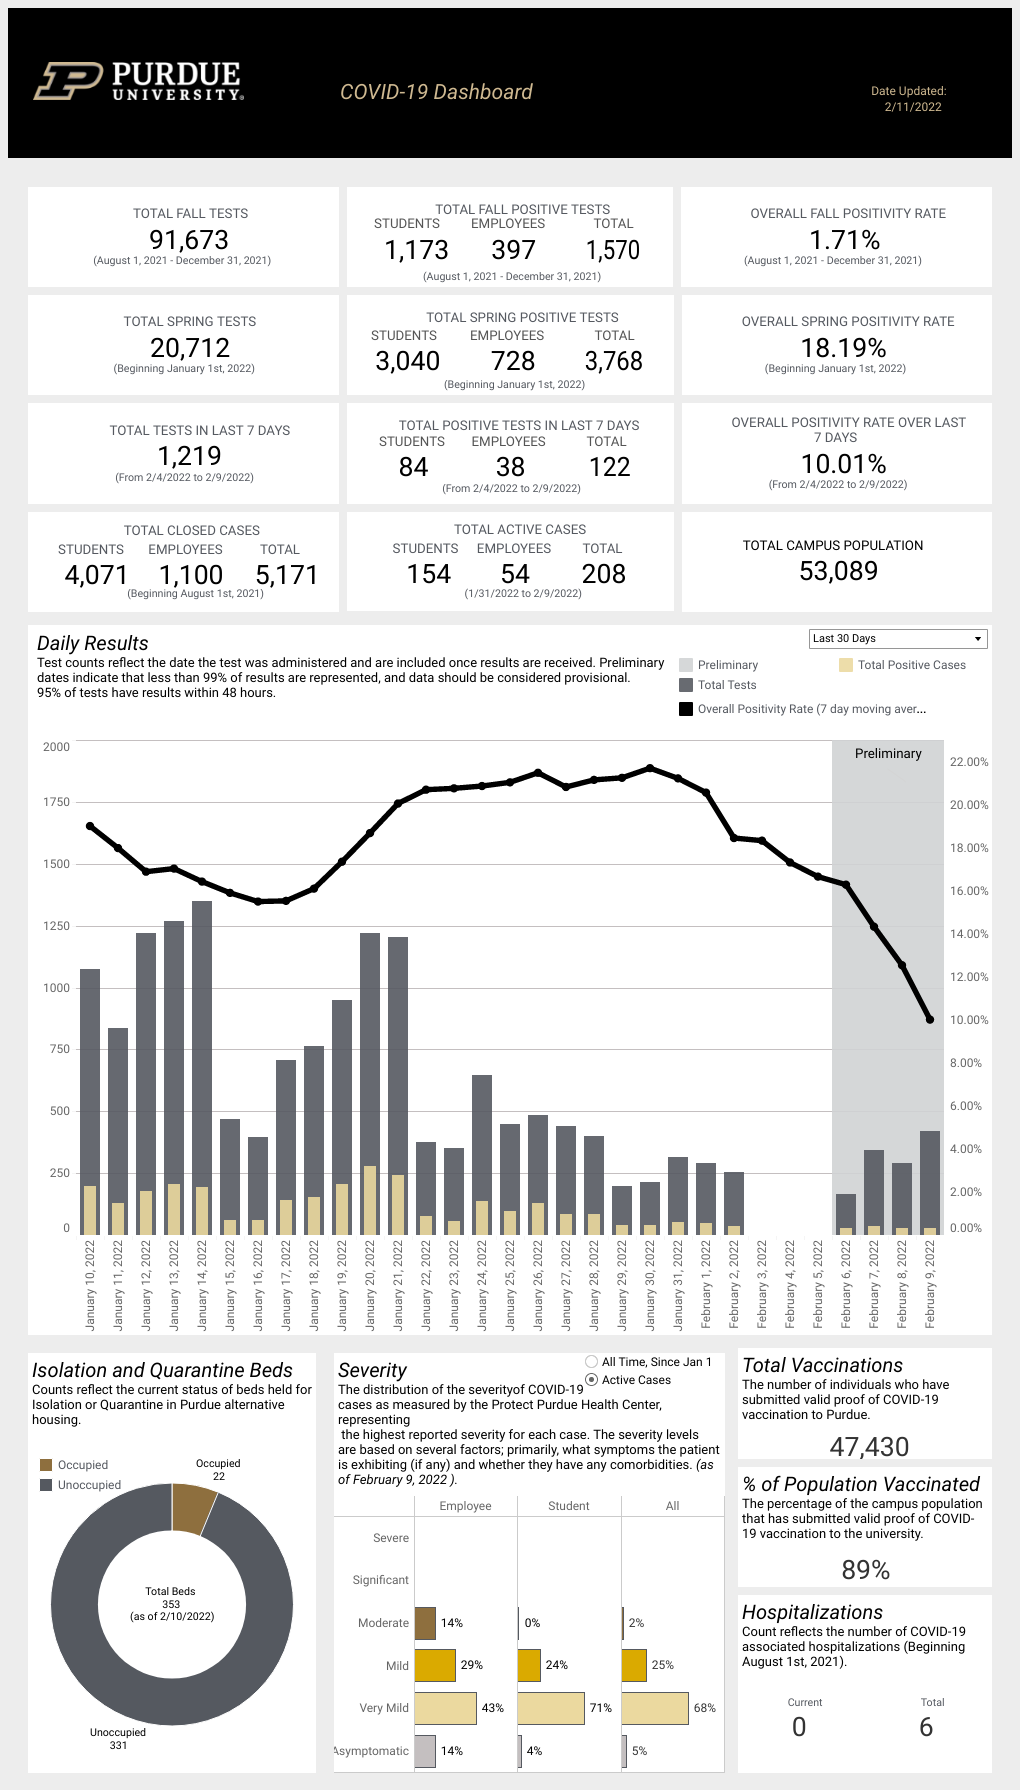 PURDUE
UNIVERSITY®
COVID-19 Dashboard
Date Updated:
2/11/2022
TOTAL FALL TESTS
91,673
(August 1, 2021 - December 31, 2021)
TOTAL FALL POSITIVE TESTS
STUDENTS EMPLOYEES TOTAL
1,173 397 1,570
(August 1, 2021 - December 31, 2021)
OVERALL FALL POSITIVITY RATE
1.71%
(August 1, 2021 - December 31, 2021)
TOTAL SPRING TESTS
20,712
(Beginning January 1st, 2022)
TOTAL SPRING POSITIVE TESTS
STUDENTS EMPLOYEES TOTAL
3,040 728 3,768
(Beginning January 1st, 2022)
OVERALL SPRING POSITIVITY RATE
18.19%
(Beginning January 1st, 2022)
TOTAL TESTS IN LAST 7 DAYS
1,219
(From 2/4/2022 to 2/9/2022)
TOTAL POSITIVE TESTS IN LAST 7 DAYS
STUDENTS EMPLOYEES TOTAL
84 38 122
(From 2/4/2022 to 2/9/2022)
OVERALL POSITIVITY RATE OVER LAST
7 DAYS
10.01%
(From 2/4/2022 to 2/9/2022)
TOTAL CLOSED CASES
STUDENTS EMPLOYEES TOTAL
4,071 1,100 5,171
(Beginning August 1st, 2021)
TOTAL ACTIVE CASES
STUDENTS EMPLOYEES TOTAL
154 54 208
(1/31/2022 to 2/9/2022)
TOTAL CAMPUS POPULATION
53,089
Daily Results
Test counts reflect the date the test was administered and are included once results are received. Preliminary
dates indicate that less than 99% of results are represented, and data should be considered provisional.
95% of tests have results within 48 hours.
Last 30 Days
Preliminary
Total Positive Cases
Total Tests
Overall Positivity Rate (7 day moving aver...
Preliminary
2000
1750
1500
1250
1000
750
500
250
0
22.00%
20.00%
18.00%
16.00%
14.00%
12.00%
10.00%
8.00%
6.00%
4.00%
2.00%
0.00%
January 10, 2022
January 11, 2022
January 12, 2022
January 13, 2022
January 14, 2022
January 15, 2022
January 16, 2022
January 17, 2022
January 18, 2022
January 19, 2022
January 20, 2022
January 21, 2022
January 22, 2022
January 23, 2022
January 24, 2022
January 25, 2022
January 26, 2022
January 27, 2022
January 28, 2022
January 29, 2022
January 30, 2022
January 31, 2022
February 1, 2022
February 2, 2022
February 3, 2022
February 4, 2022
February 5, 2022
February 6, 2022
February 7, 2022
February 8, 2022
February 9, 2022
Isolation and Quarantine Beds
Counts reflect the current status of beds held for
Isolation or Quarantine in Purdue alternative
housing.
Occupied
Unoccupied
Occupied
22
Total Beds
353
(as of 2/10/2022)
Unoccupied
331
Severity
All Time, Since Jan 1
Active Cases
The distribution of the severityof COVID-19
cases as measured by the Protect Purdue Health Center,
representing
the highest reported severity for each case. The severity levels
are based on several factors; primarily, what symptoms the patient
is exhibiting (if any) and whether they have any comorbidities. (as
of February 9, 2022 ).
Employee Student All
Severe
Significant
Moderate 14% 0% 2%
Mild 29% 24% 25%
Very Mild 43% 71% 68%
Asymptomatic 14% 4% 5%
Total Vaccinations
The number of individuals who have
submitted valid proof of COVID-19
vaccination to Purdue.
47,430
% of Population Vaccinated
The percentage of the campus population
that has submitted valid proof of COVID-
19 vaccination to the university.
89%
Hospitalizations
Count reflects the number of COVID-19
associated hospitalizations (Beginning
August 1st, 2021).
Current Total
0 6